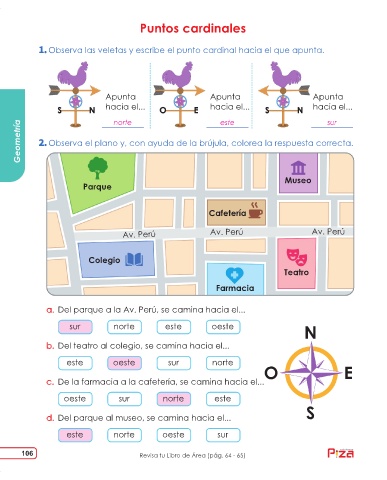 Puntos cardinales
1. Observa las veletas y escribe el punto cardinal hacia el que apunta.
S N
Apunta
hacia el...
norte
O E
Apunta
hacia el...
este
S N
Apunta
hacia el...
sur
Geometría
2. Observa el plano y, con ayuda de la brújula, colorea la respuesta correcta.
Parque
Museo
Cafetería
Av. Perú
Av. Perú
Av. Perú
Colegio
Teatro
Farmacia
a. Del parque a la Av. Perú, se camina hacia el...
sur norte este oeste
b. Del teatro al colegio, se camina hacia el...
este oeste sur norte
c. De la farmacia a la cafetería, se camina hacia el...
oeste sur norte este
d. Del parque al museo, se camina hacia el...
este norte oeste sur
N
O E
S
106
Revisa tu Libro de Área (pág. 64 - 65)
Pizza